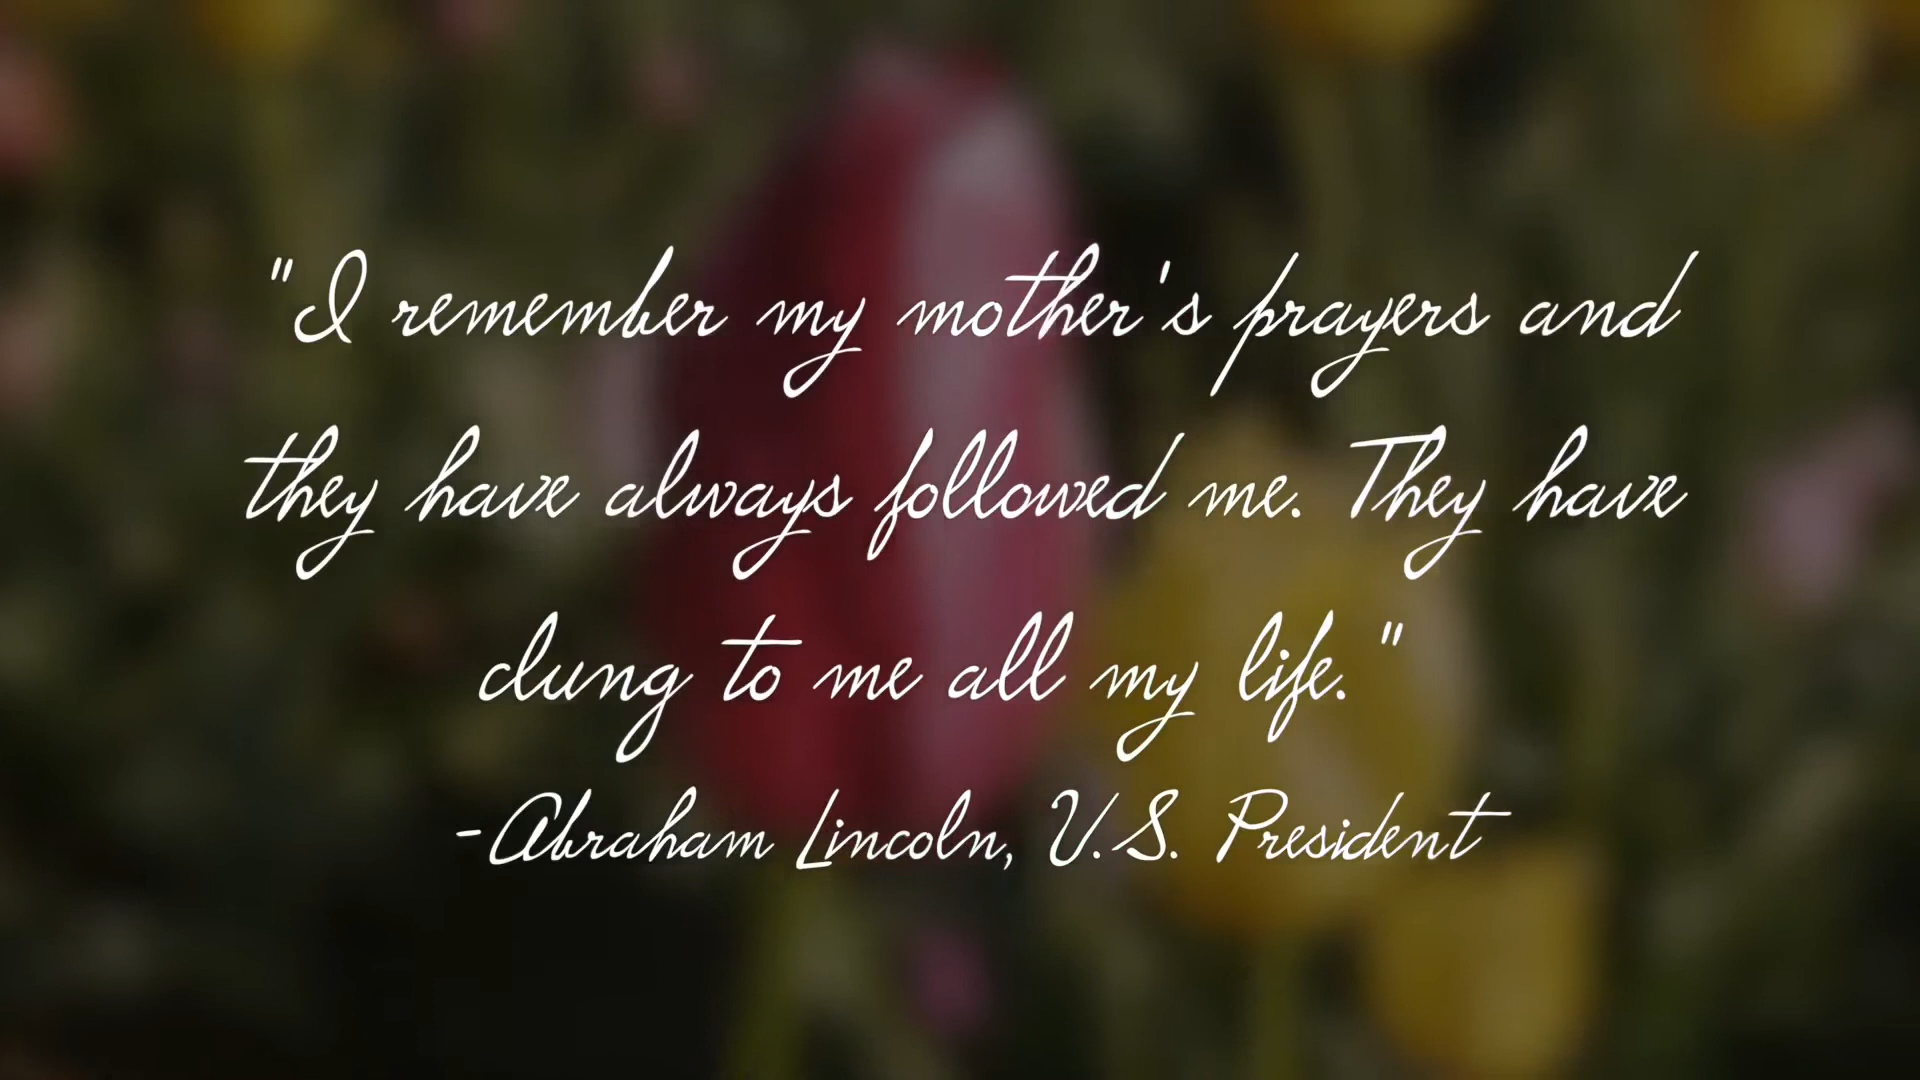 "I remember my mother's prayers and
they have always followed me. They have
clung to me all my life."
-Abraham Lincoln, U.S. President